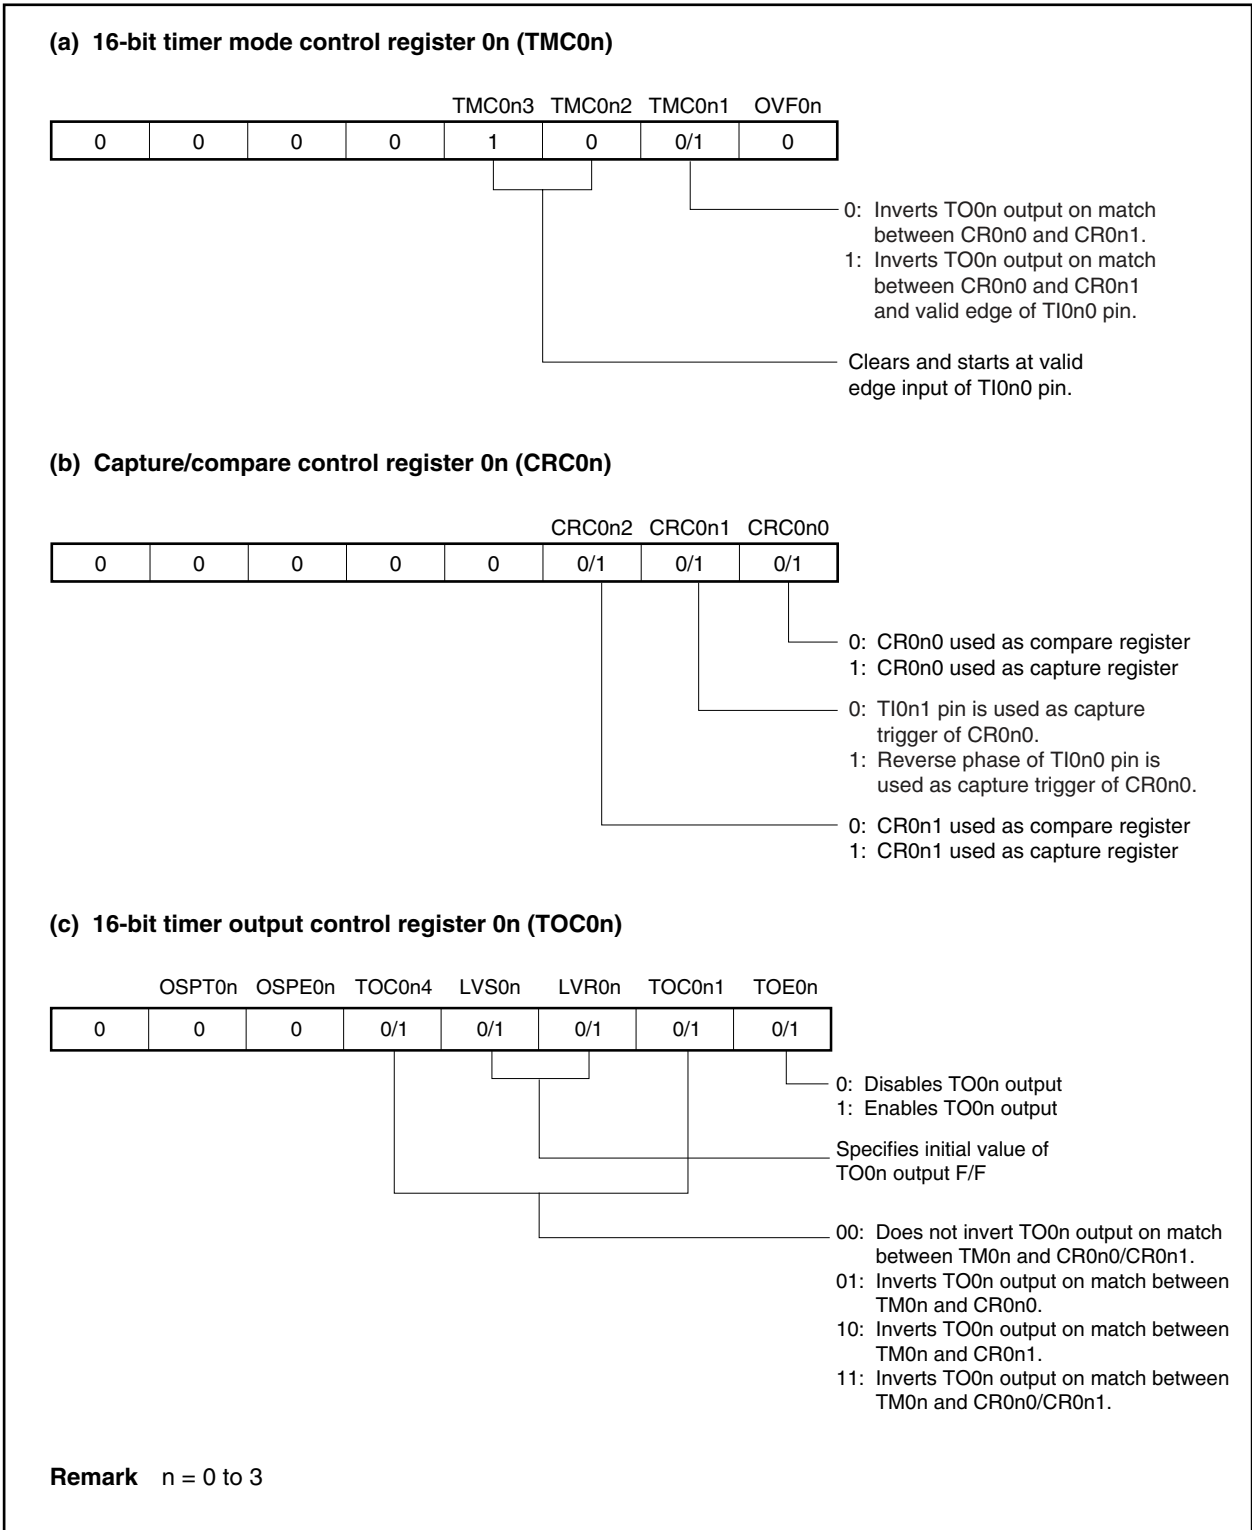 (a) 16-bit timer mode control register 0n (TMC0n)
TMC0n3 TMC0n2 TMC0n1 OVF0n
0 0 0 0 1 0 0/1 0
0: Inverts TO0n output on match
between CR0n0 and CR0n1.
1: Inverts TO0n output on match
between CR0n0 and CR0n1
and valid edge of TI0n0 pin.
Clears and starts at valid
edge input of TI0n0 pin.
(b) Capture/compare control register 0n (CRC0n)
CRC0n2 CRC0n1 CRC0n0
0 0 0 0 0 0/1 0/1 0/1
0: CR0n0 used as compare register
1: CR0n0 used as capture register
0: TI0n1 pin is used as capture
trigger of CR0n0.
1: Reverse phase of TI0n0 pin is
used as capture trigger of CR0n0.
0: CR0n1 used as compare register
1: CR0n1 used as capture register
(c) 16-bit timer output control register 0n (TOC0n)
OSPT0n OSPE0n TOC0n4 LVS0n LVR0n TOC0n1 TOE0n
0 0 0 0/1 0/1 0/1 0/1 0/1
0: Disables TO0n output
1: Enables TO0n output
Specifies initial value of
TO0n output F/F
00: Does not invert TO0n output on match
between TM0n and CR0n0/CR0n1.
01: Inverts TO0n output on match between
TM0n and CR0n0.
10: Inverts TO0n output on match between
TM0n and CR0n1.
11: Inverts TO0n output on match between
TM0n and CR0n0/CR0n1.
Remark n = 0 to 3